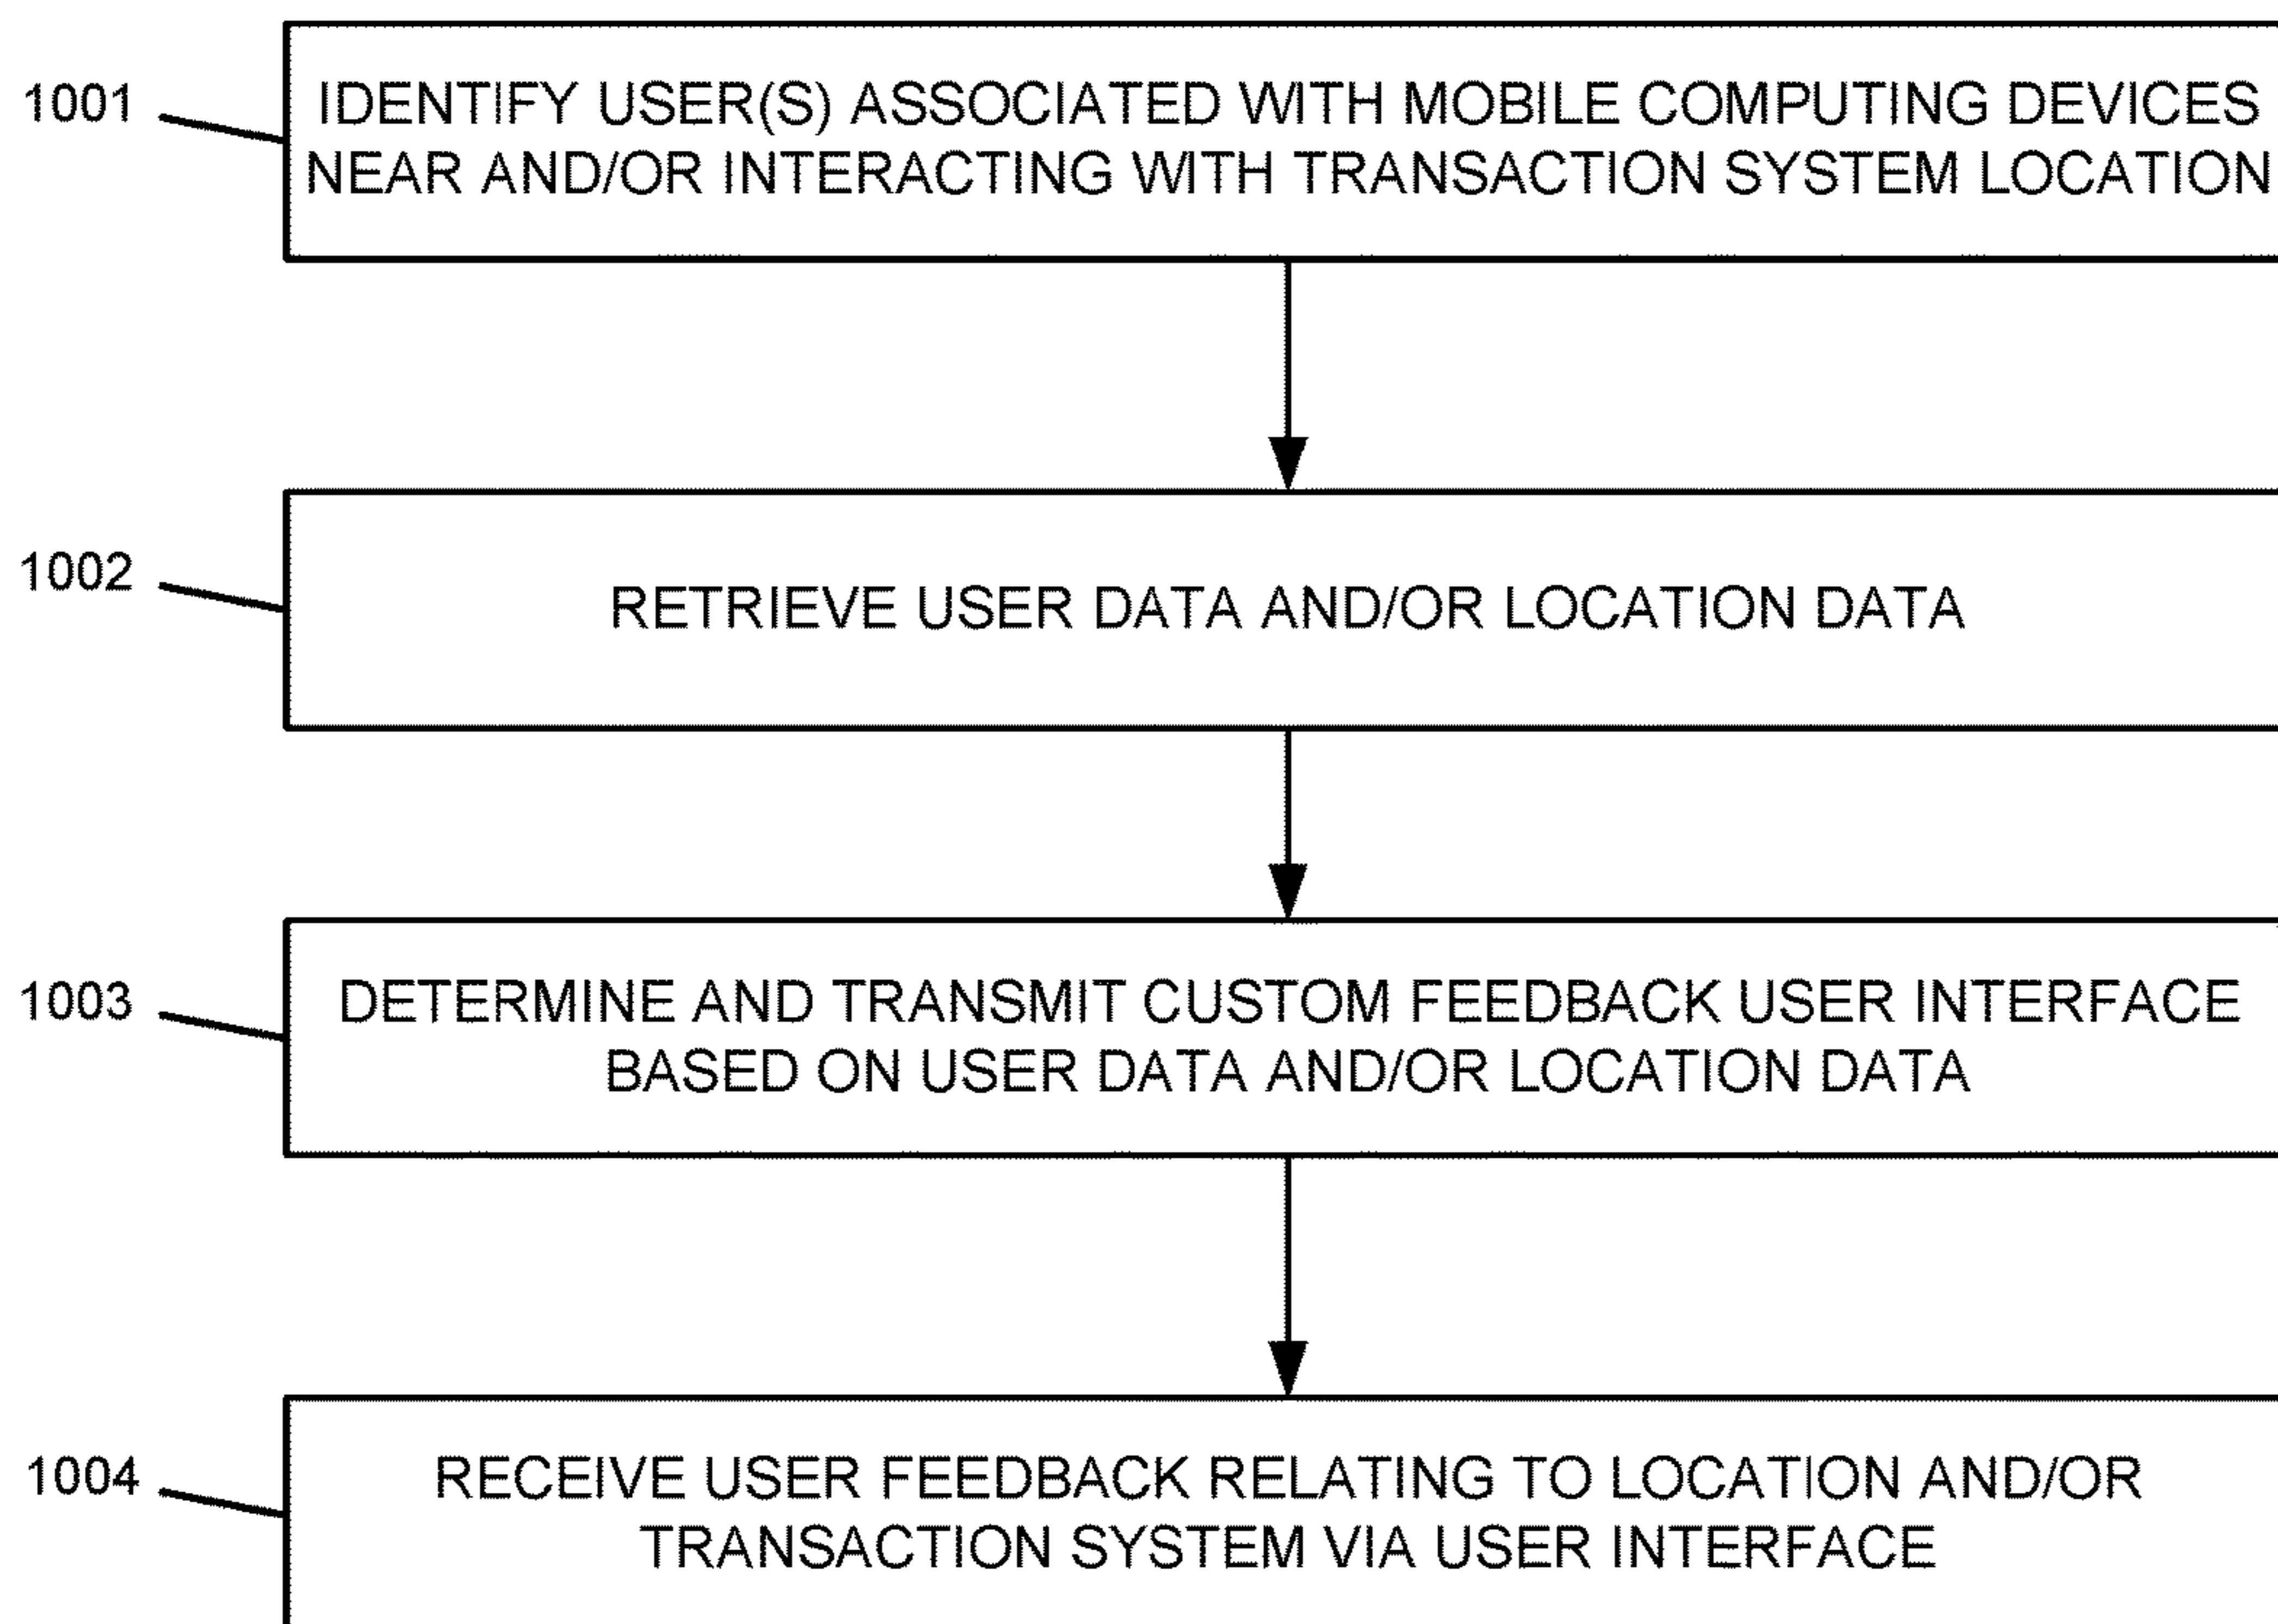 1001
IDENTIFY USER(S) ASSOCIATED WITH MOBILE COMPUTING DEVICES
NEAR AND/OR INTERACTING WITH TRANSACTION SYSTEM LOCATION
1002
RETRIEVE USER DATA AND/OR LOCATION DATA
1003
DETERMINE AND TRANSMIT CUSTOM FEEDBACK USER INTERFACE
BASED ON USER DATA AND/OR LOCATION DATA
1004
RECEIVE USER FEEDBACK RELATING TO LOCATION AND/OR
TRANSACTION SYSTEM VIA USER INTERFACE